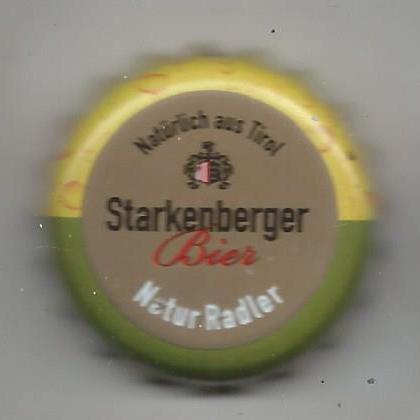 Natürlich aus Tirol
Starkenberger
Bier
Natur.Radler